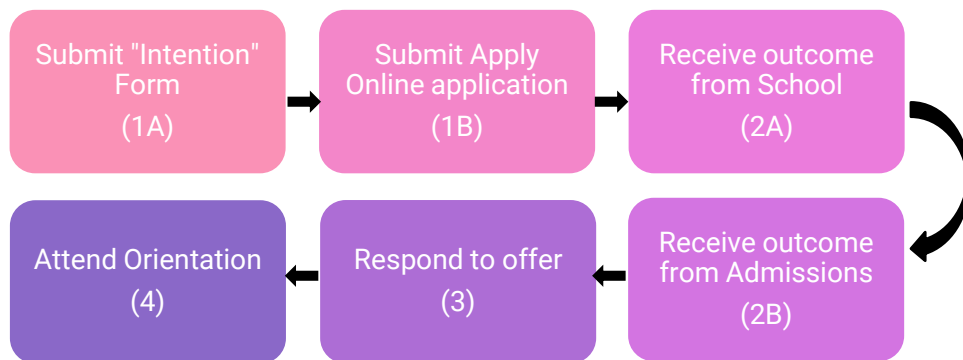 Submit "Intention"
Form
(1A)
Submit Apply
Online application
(1B)
Receive outcome
from School
(2A)
Receive outcome
from Admissions
(2B)
Respond to offer
(3)
Attend Orientation
(4)